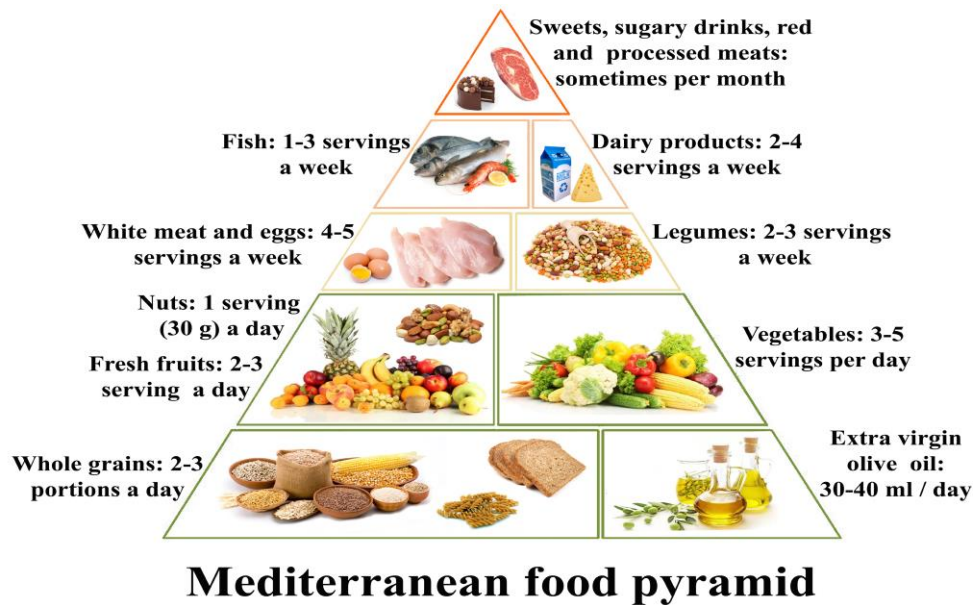 Sweets, sugary drinks, red
and processed meats:
sometimes per month
Fish: 1-3 servings
a week
Dairy products: 2-4
servings a week
White meat and eggs: 4-5
servings a week
Legumes: 2-3 servings
a week
Nuts: 1 serving
(30 g) a day
Fresh fruits: 2-3
serving a day
Vegetables: 3-5
servings per day
Whole grains: 2-3
portions a day
Extra virgin
olive oil:
30-40 ml / day
Mediterranean food pyramid